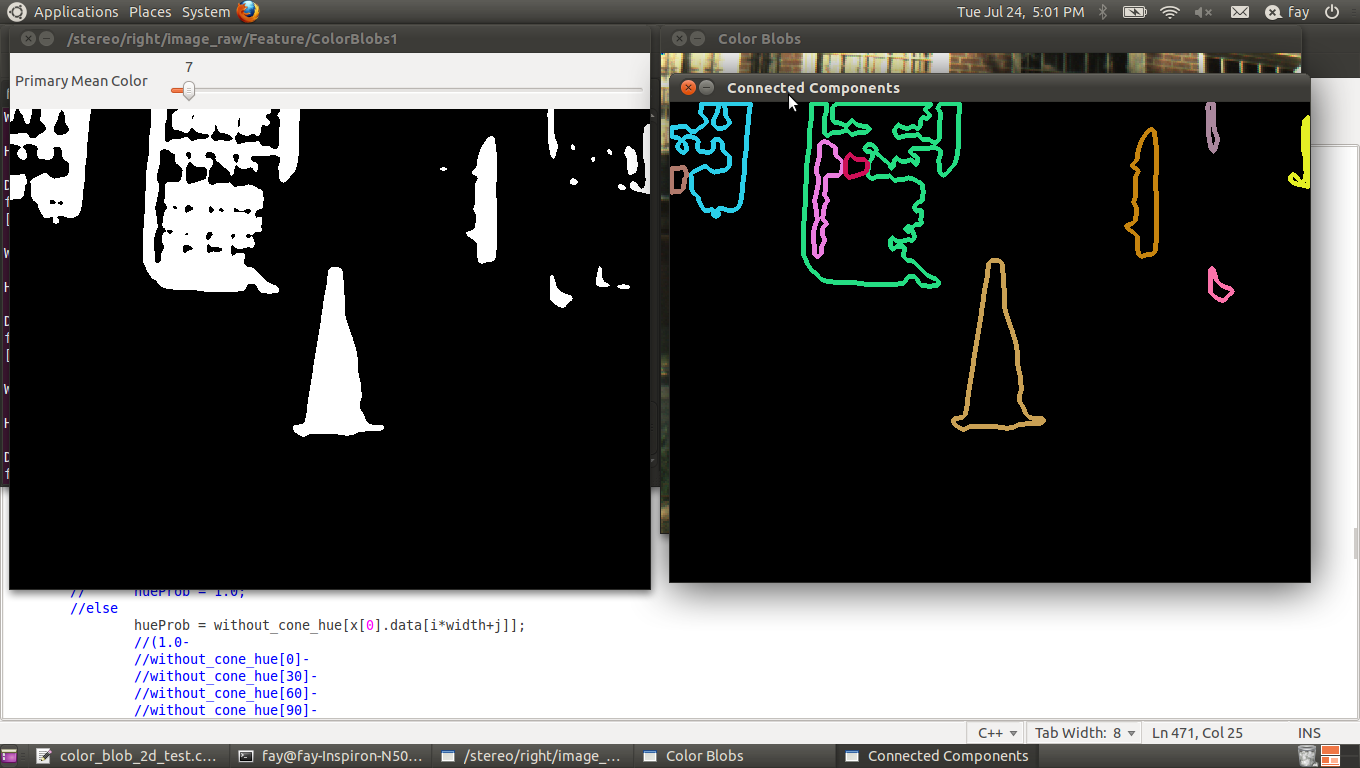 Applications Places System
Tue Jul 24, 5:01 PM
fay
/stereo/right/image_raw/Feature/ColorBlobs1
Color Blobs
Primary Mean Color
7
Connected Components
// hueProb = 1.0;
//else
hueProb = without_cone_hue[x[0].data[i*width+j]];
//(1.0-
//without_cone_hue[0]-
//without_cone_hue[30]-
//without_cone_hue[60]-
//without_cone_hue[90]-
C++
Tab Width: 8
Ln 471, Col 25
INS
color_blob_2d_test.c...
fay@fay-Inspiron-N50...
/stereo/right/image_...
Color Blobs
Connected Components